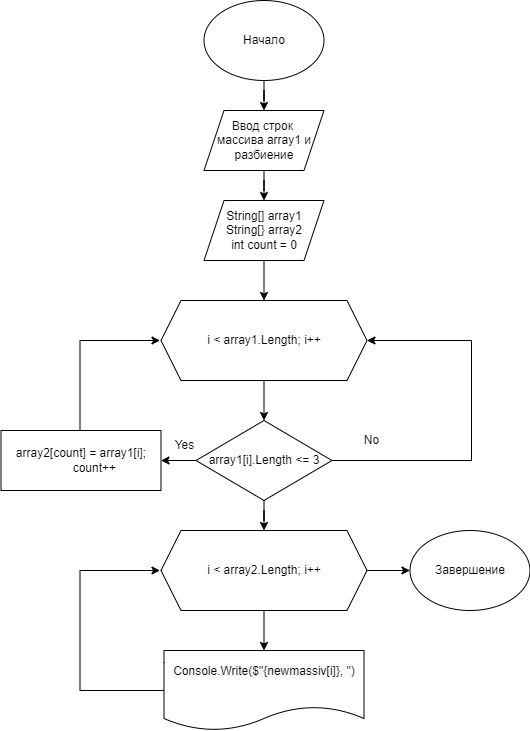 Начало
Ввод строк
массива array1 и
разбиение
String[] array1
String[} array2
int count = 0
i < array1.Length; i++
array1[i].Length <= 3
Yes
No
array2[count] = array1[i];
count++
i < array2.Length; i++
Завершение
Console.Write($"{newmassiv[i]}, ")